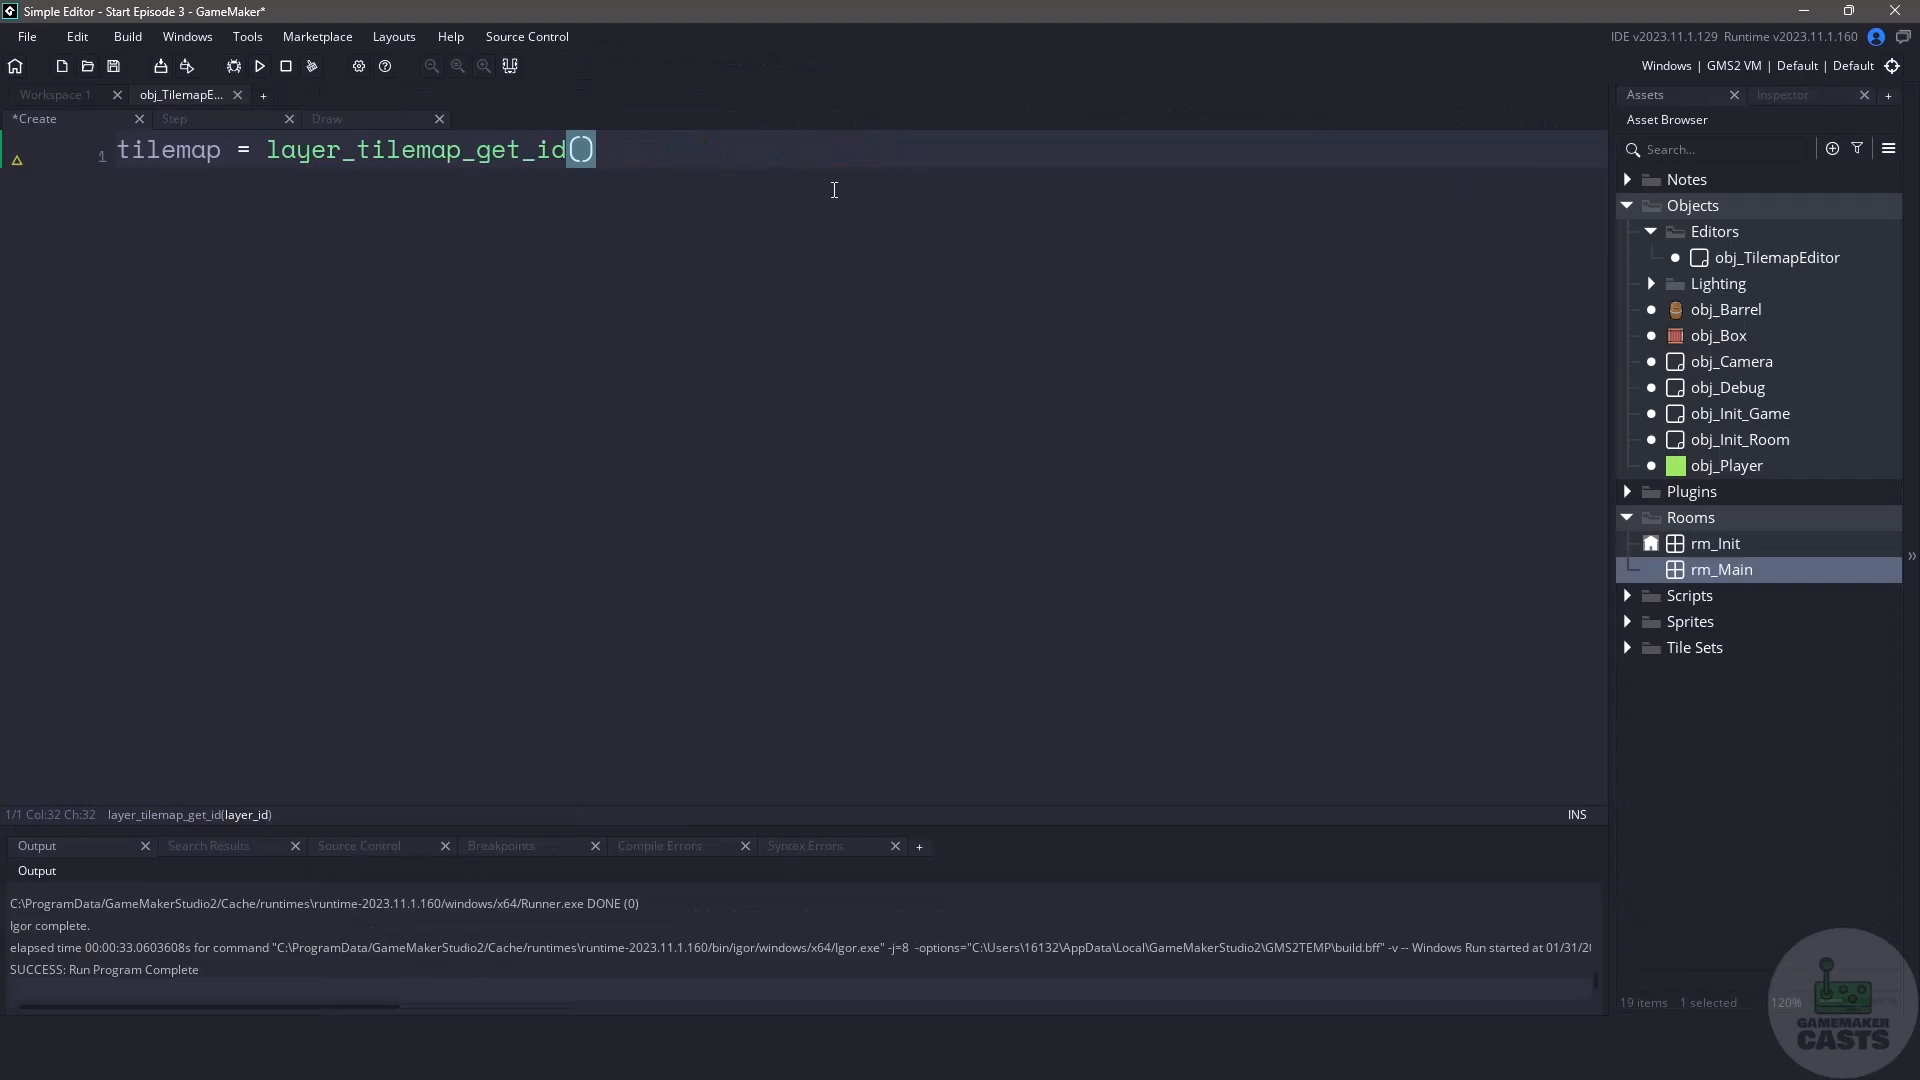 Simple Editor - Start Episode 3 - GameMaker*
File Edit Build Windows Tools Marketplace Layouts Help Source Control
IDE v2023.11.1.129 Runtime v2023.11.1.160
Windows | GMS2 VM | Default | Default
Workspace 1 obj_TilemapE... +
*Create Step Draw
1 tilemap = layer_tilemap_get_id()
1/1 Col:32 Ch:32 layer_tilemap_get_id(layer_id)
INS
Assets Inspector +
Asset Browser
Search...
Notes
Objects
Editors
obj_TilemapEditor
Lighting
obj_Barrel
obj_Box
obj_Camera
obj_Debug
obj_Init_Game
obj_Init_Room
obj_Player
Plugins
Rooms
rm_Init
rm_Main
Scripts
Sprites
Tile Sets
19 items 1 selected 120%
Output Search Results Source Control Breakpoints Compile Errors Syntax Errors +
Output
C:\ProgramData/GameMakerStudio2/Cache/runtimes\runtime-2023.11.1.160/windows/x64/Runner.exe DONE (0)
Igor complete.
elapsed time 00:00:33.0603608s for command "C:\ProgramData/GameMakerStudio2/Cache/runtimes\runtime-2023.11.1.160/bin/igor/windows/x64/Igor.exe" -j=8 -options="C:\Users\16132\AppData\Local\GameMakerStudio2\GMS2TEMP\build.bff" -v -- Windows Run started at 01/31/20
SUCCESS: Run Program Complete
GAMEMAKER
CASTS